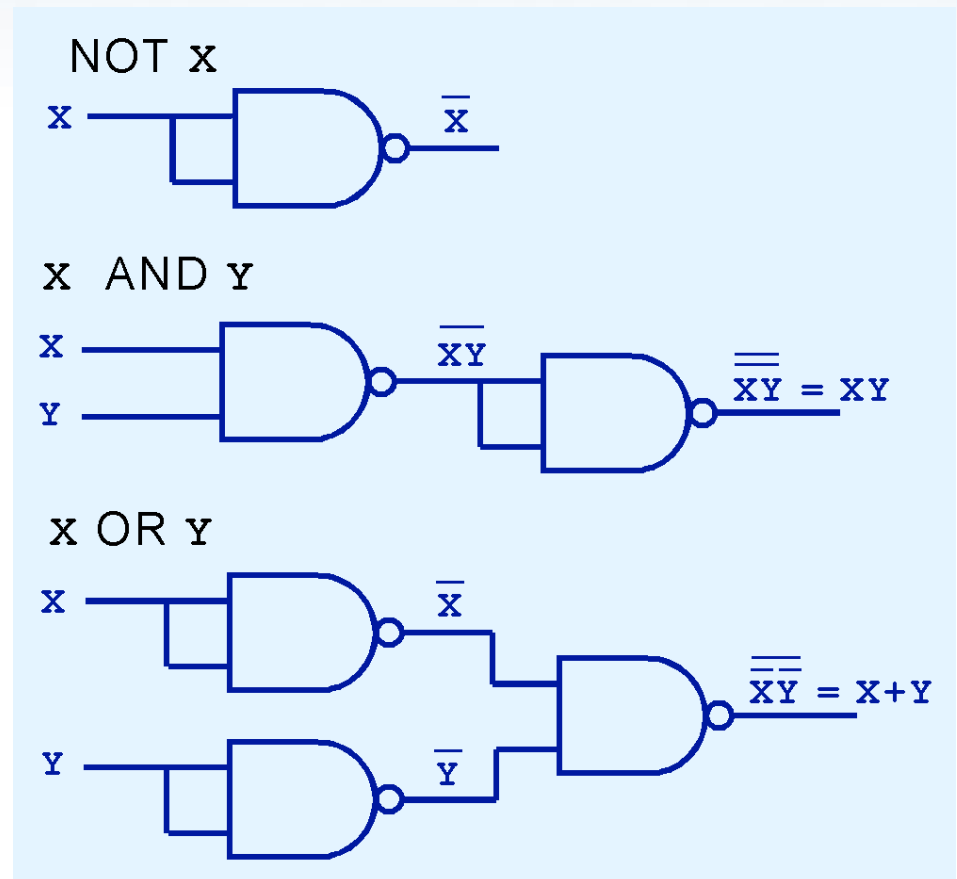 NOT X
X
X̅
X AND Y
X
Y
X̅Y̅
X̿Y̿ = XY
X OR Y
X
X̅
X̿Y̿ = X+Y
Y
Y̅